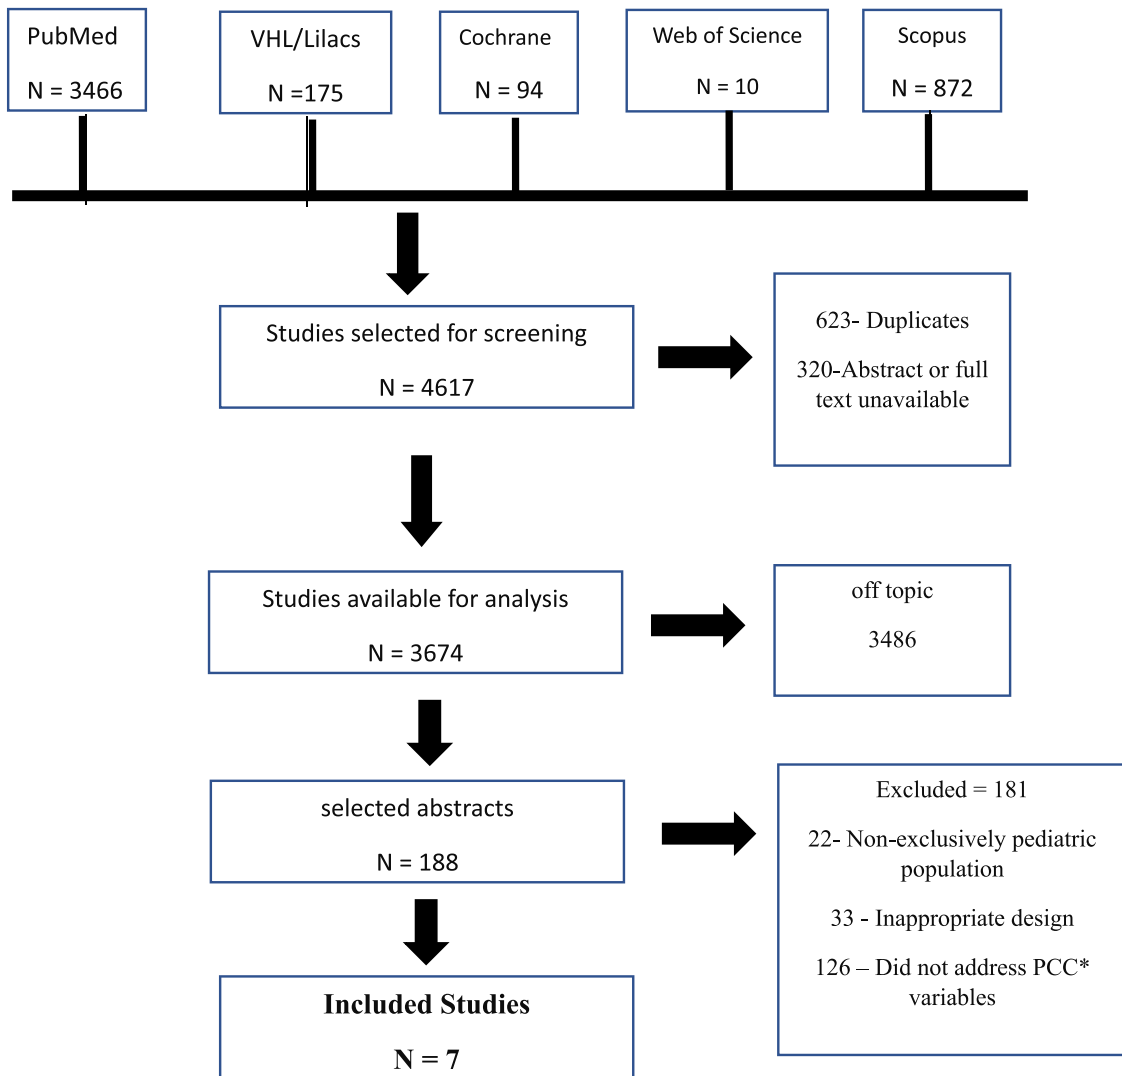 PubMed
N = 3466
VHL/Lilacs
N =175
Cochrane
N = 94
Web of Science
N = 10
Scopus
N = 872
Studies selected for screening
N = 4617
623- Duplicates
320-Abstract or full
text unavailable
Studies available for analysis
N = 3674
off topic
3486
selected abstracts
N = 188
Excluded = 181
22- Non-exclusively pediatric
population
33 - Inappropriate design
126 – Did not address PCC*
variables
Included Studies
N = 7